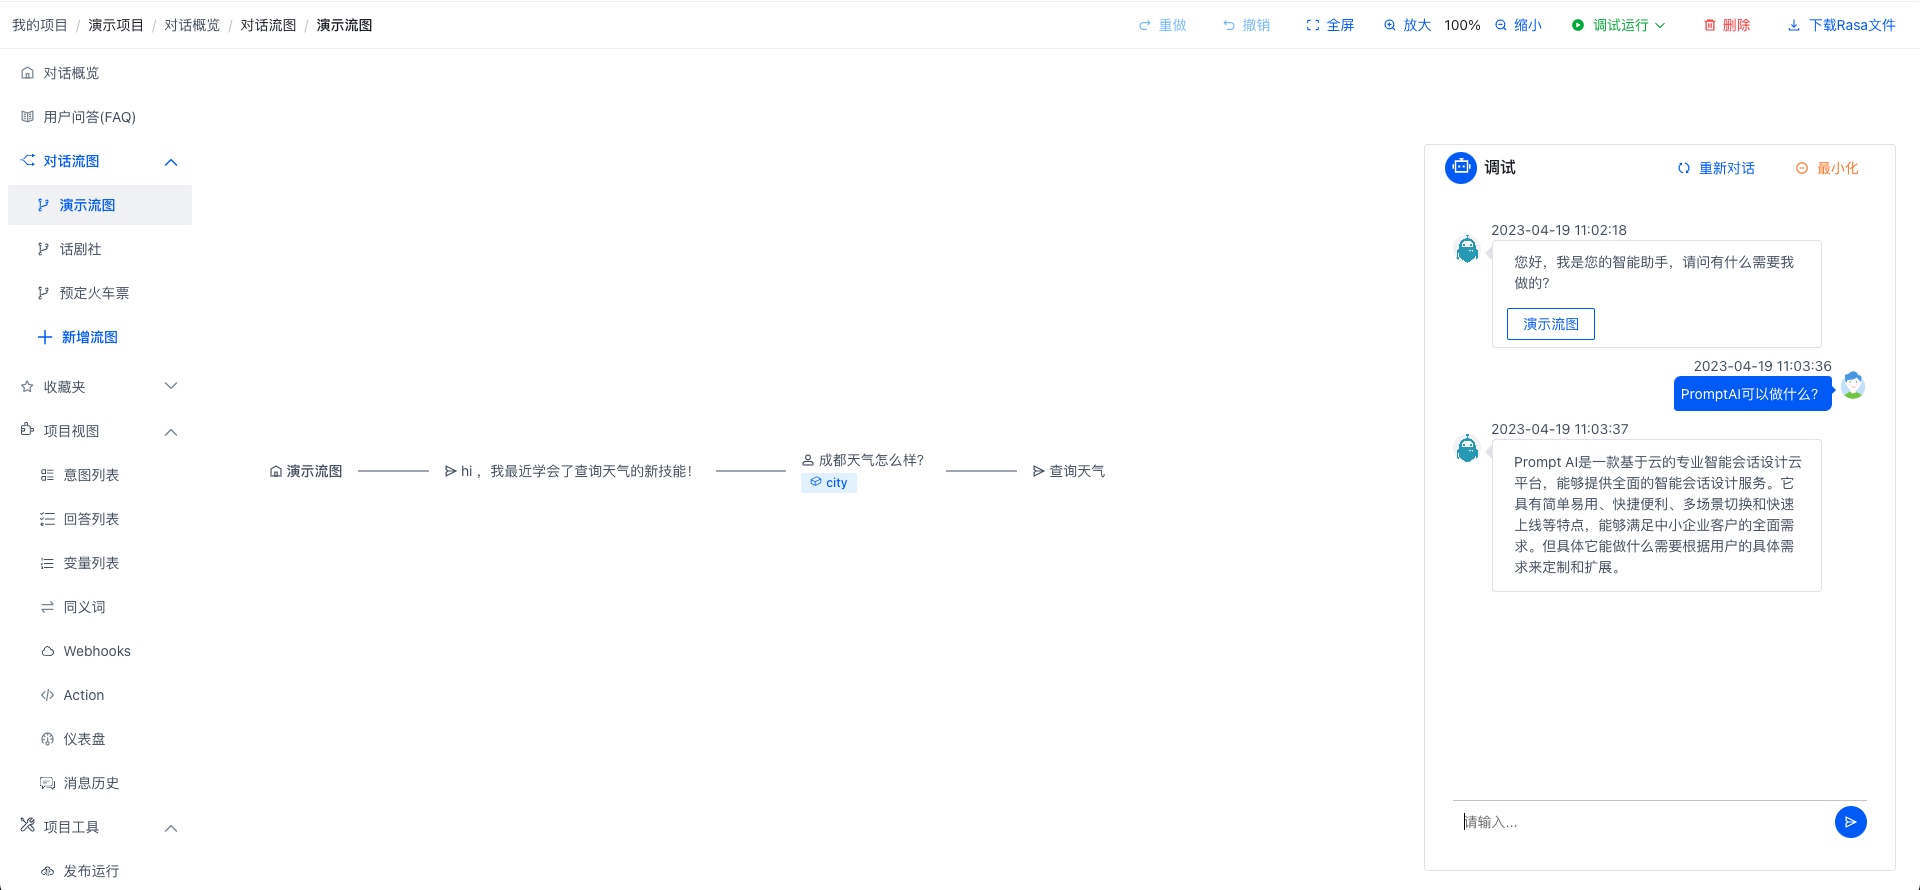 我的项目 / 演示项目 / 对话概览 / 对话流图 / 演示流图
重做 撤销 全屏 放大 100% 缩小 调试运行 删除 下载Rasa文件
对话概览
用户问答(FAQ)
对话流图
演示流图
话剧社
预定火车票
新增流图
收藏夹
项目视图
意图列表
回答列表
变量列表
同义词
Webhooks
Action
仪表盘
消息历史
项目工具
发布运行
演示流图
hi ，我最近学会了查询天气的新技能！
成都天气怎么样？
city
查询天气
调试
重新对话
最小化
2023-04-19 11:02:18
您好，我是您的智能助手，请问有什么需要我
做的?
演示流图
2023-04-19 11:03:36
PromptAI可以做什么？
2023-04-19 11:03:37
Prompt AI是一款基于云的专业智能会话设计云
平台，能够提供全面的智能会话设计服务。它
具有简单易用、快捷便利、多场景切换和快速
上线等特点，能够满足中小企业客户的全面需
求。但具体它能做什么需要根据用户的具体需
求来定制和扩展。
请输入...